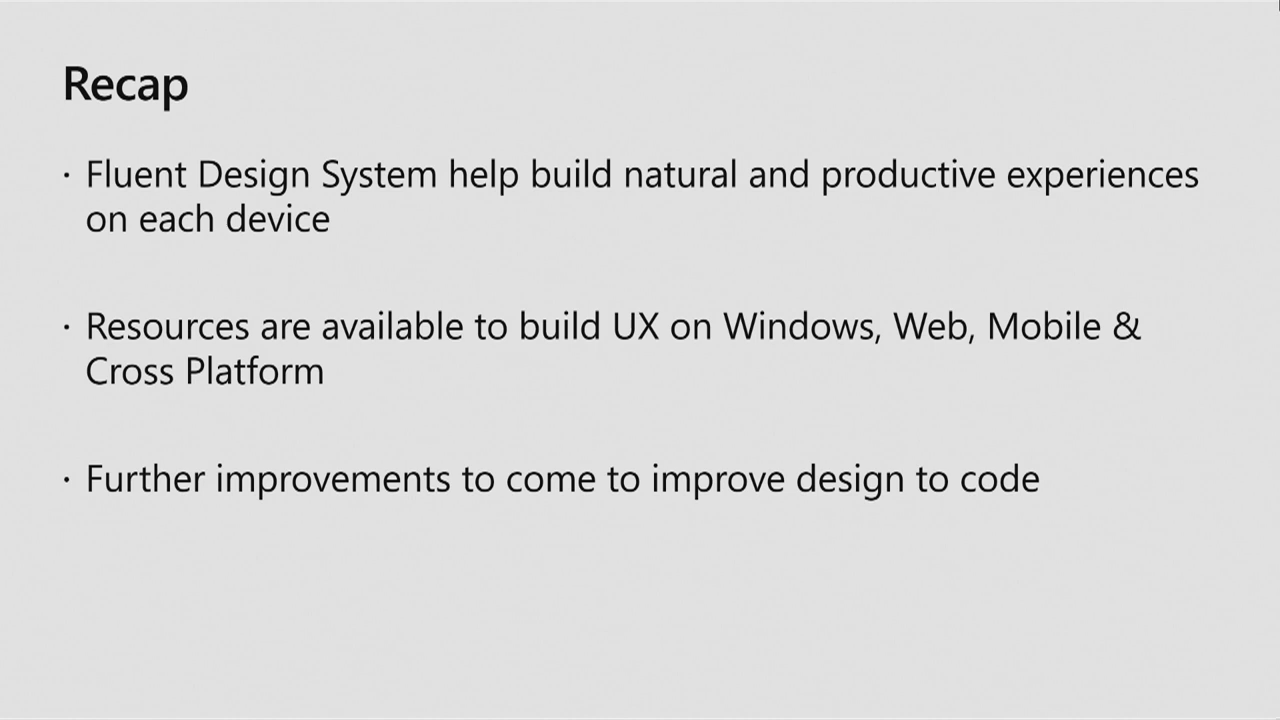 Recap
· Fluent Design System help build natural and productive experiences
on each device
· Resources are available to build UX on Windows, Web, Mobile &
Cross Platform
· Further improvements to come to improve design to code